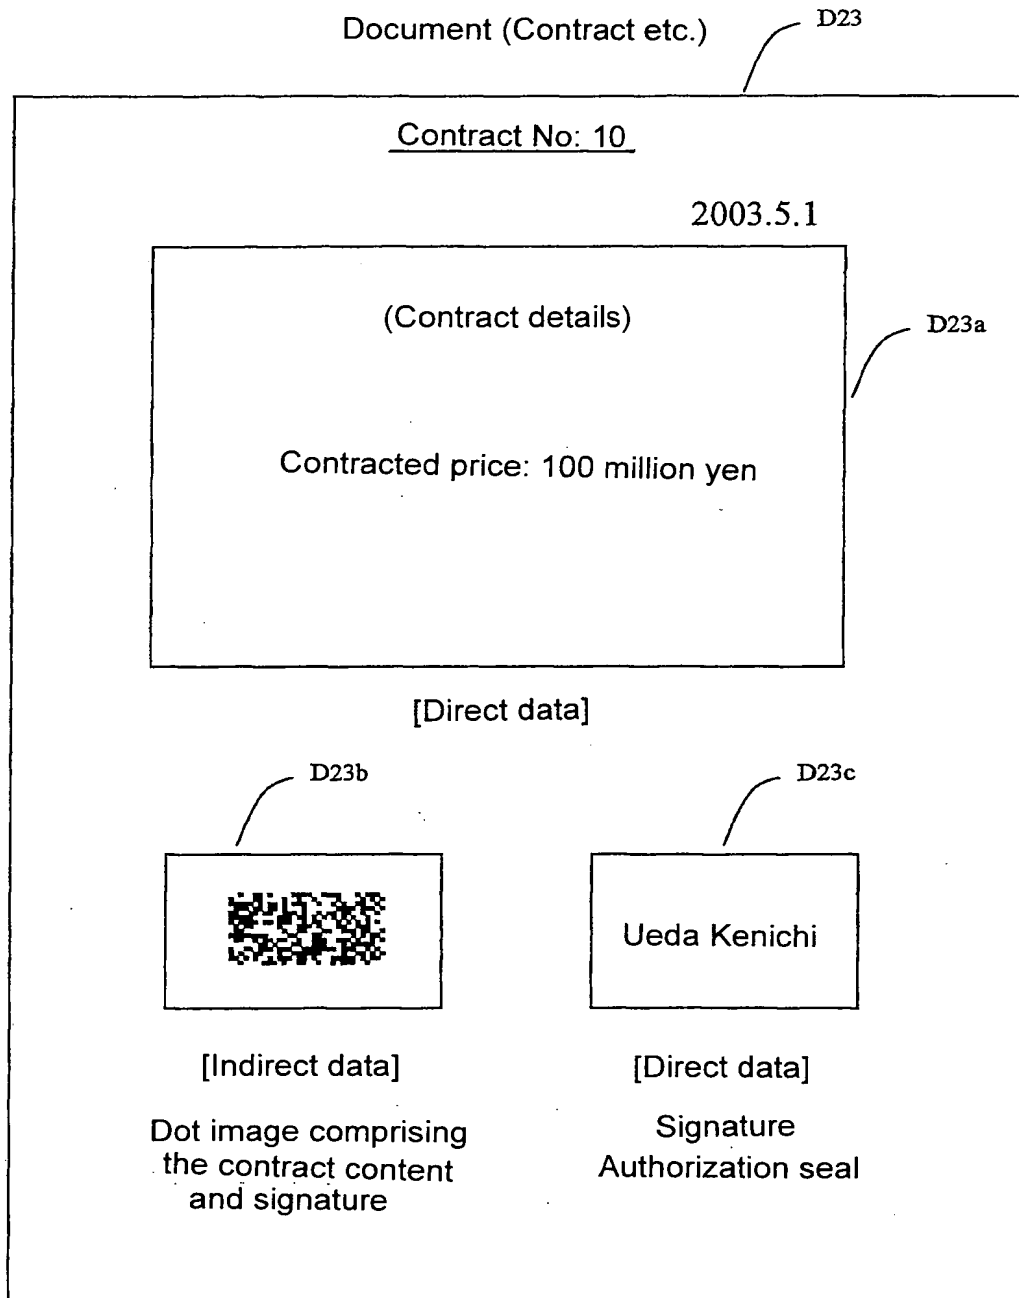 Document (Contract etc.)
D23
Contract No: 10
2003.5.1
(Contract details)
D23a
Contracted price: 100 million yen
[Direct data]
D23b
D23c
Ueda Kenichi
[Indirect data]
[Direct data]
Dot image comprising
the contract content
and signature
Signature
Authorization seal